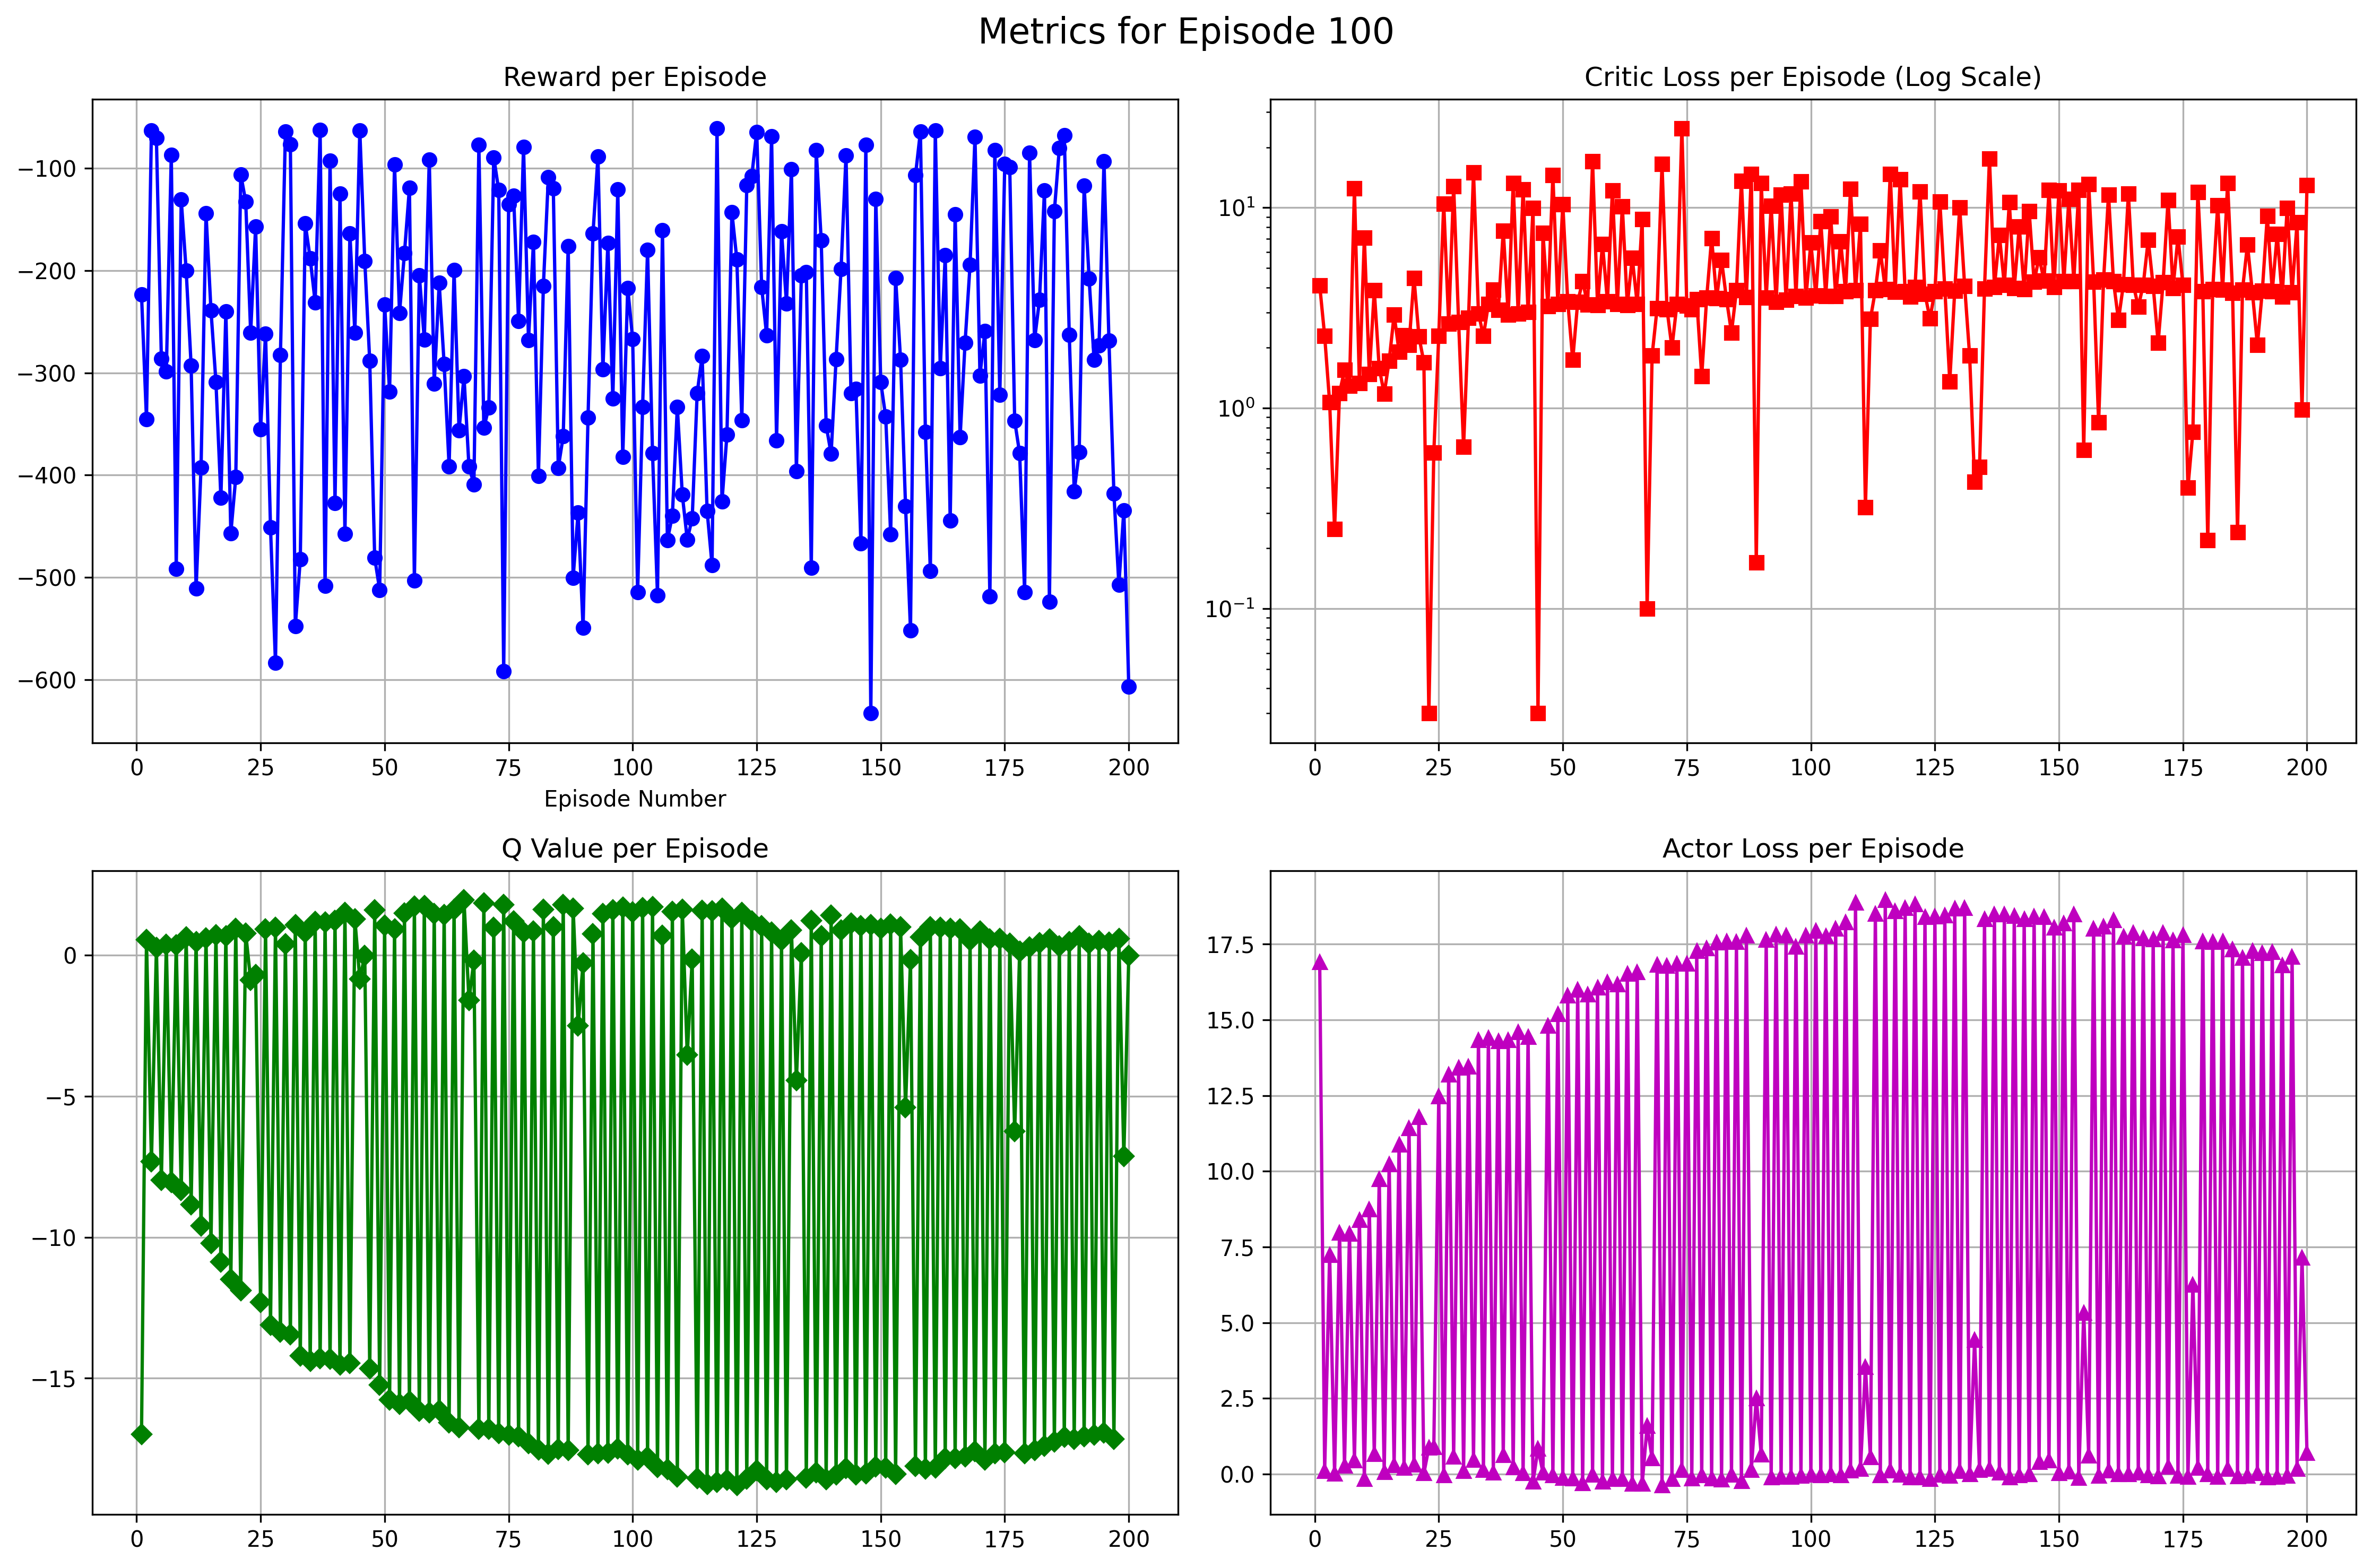 Metrics for Episode 100
Reward per Episode
−100
−200
−300
−400
−500
−600
0 25 50 75 100 125 150 175 200
Episode Number
Critic Loss per Episode (Log Scale)
10¹
10⁰
10⁻¹
0 25 50 75 100 125 150 175 200
Q Value per Episode
0
−5
−10
−15
0 25 50 75 100 125 150 175 200
Actor Loss per Episode
17.5
15.0
12.5
10.0
7.5
5.0
2.5
0.0
0 25 50 75 100 125 150 175 200